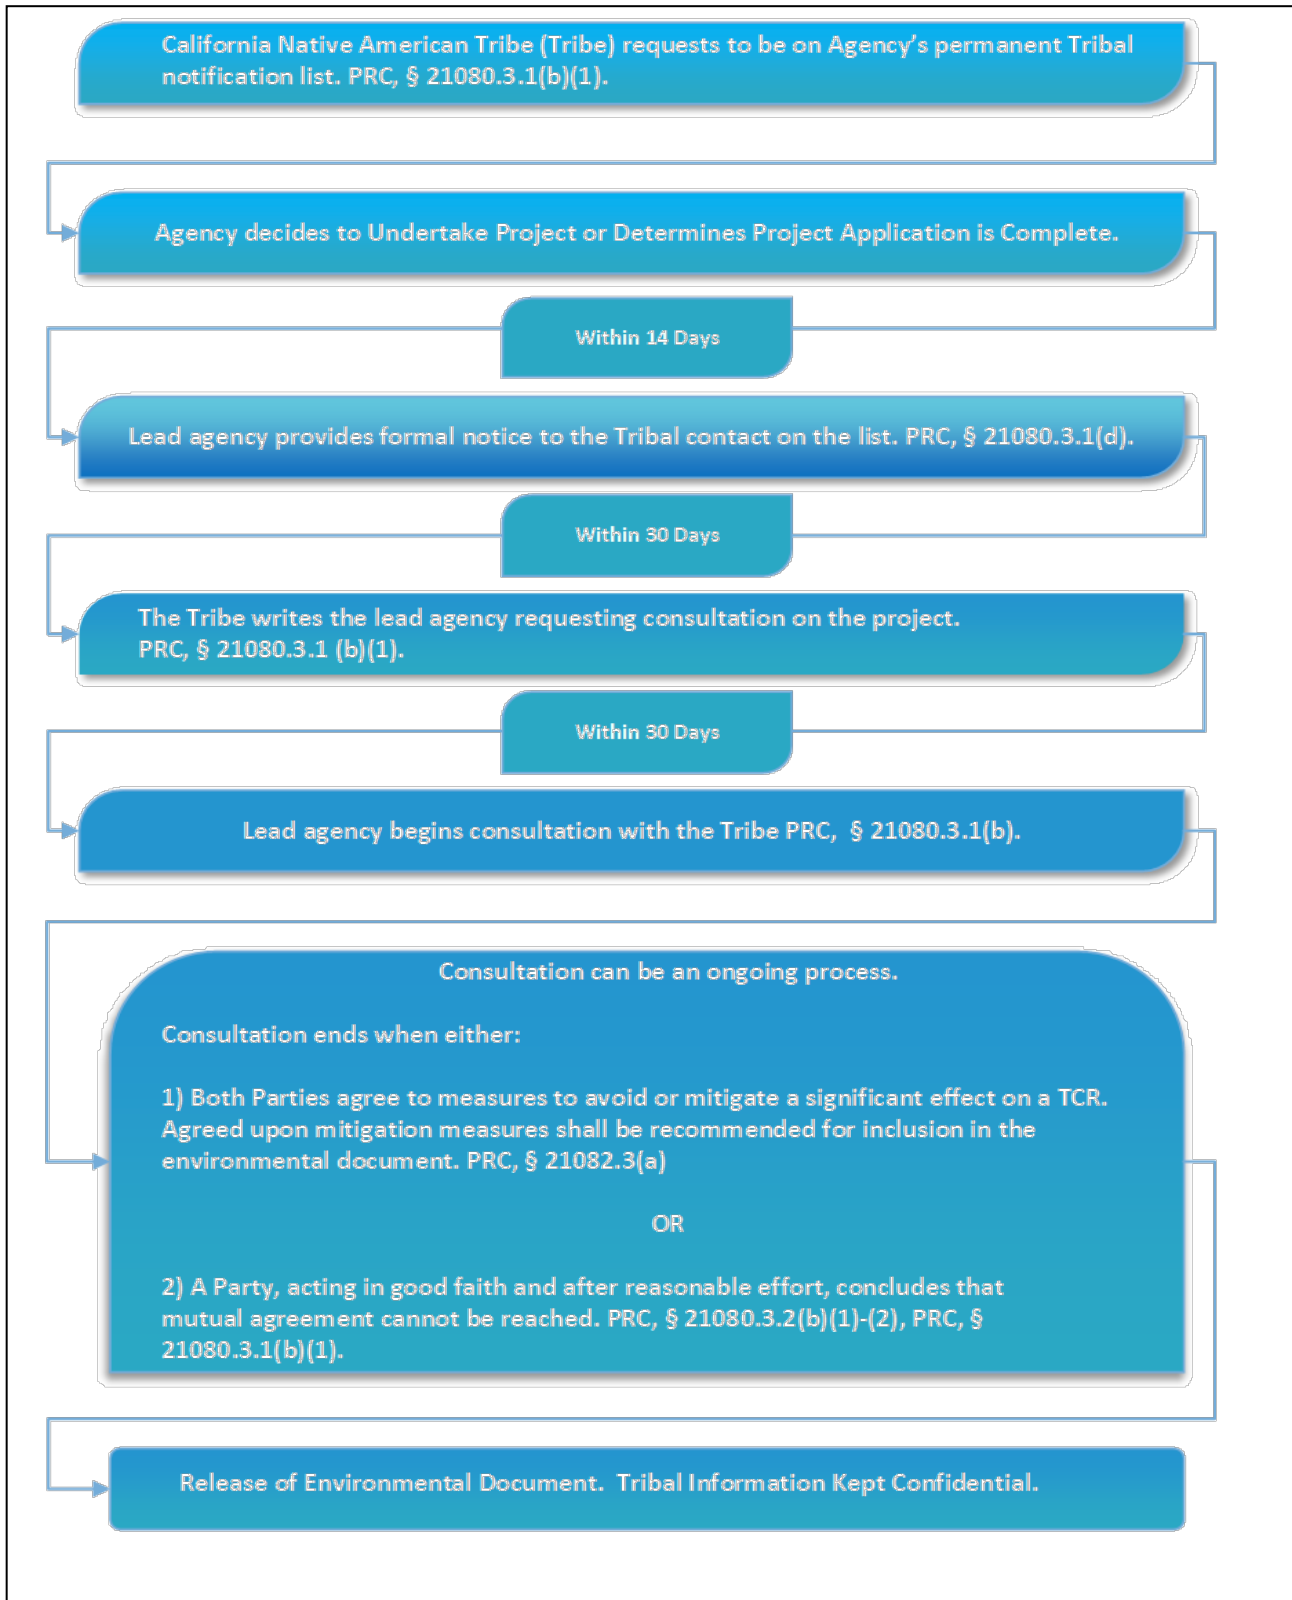 California Native American Tribe (Tribe) requests to be on Agency’s permanent Tribal
notification list. PRC, § 21080.3.1(b)(1).
Agency decides to Undertake Project or Determines Project Application is Complete.
Within 14 Days
Lead agency provides formal notice to the Tribal contact on the list. PRC, § 21080.3.1(d).
Within 30 Days
The Tribe writes the lead agency requesting consultation on the project.
PRC, § 21080.3.1 (b)(1).
Within 30 Days
Lead agency begins consultation with the Tribe PRC, § 21080.3.1(b).
Consultation can be an ongoing process.
Consultation ends when either:
1) Both Parties agree to measures to avoid or mitigate a significant effect on a TCR.
Agreed upon mitigation measures shall be recommended for inclusion in the
environmental document. PRC, § 21082.3(a)
OR
2) A Party, acting in good faith and after reasonable effort, concludes that
mutual agreement cannot be reached. PRC, § 21080.3.2(b)(1)-(2), PRC, §
21080.3.1(b)(1).
Release of Environmental Document. Tribal Information Kept Confidential.